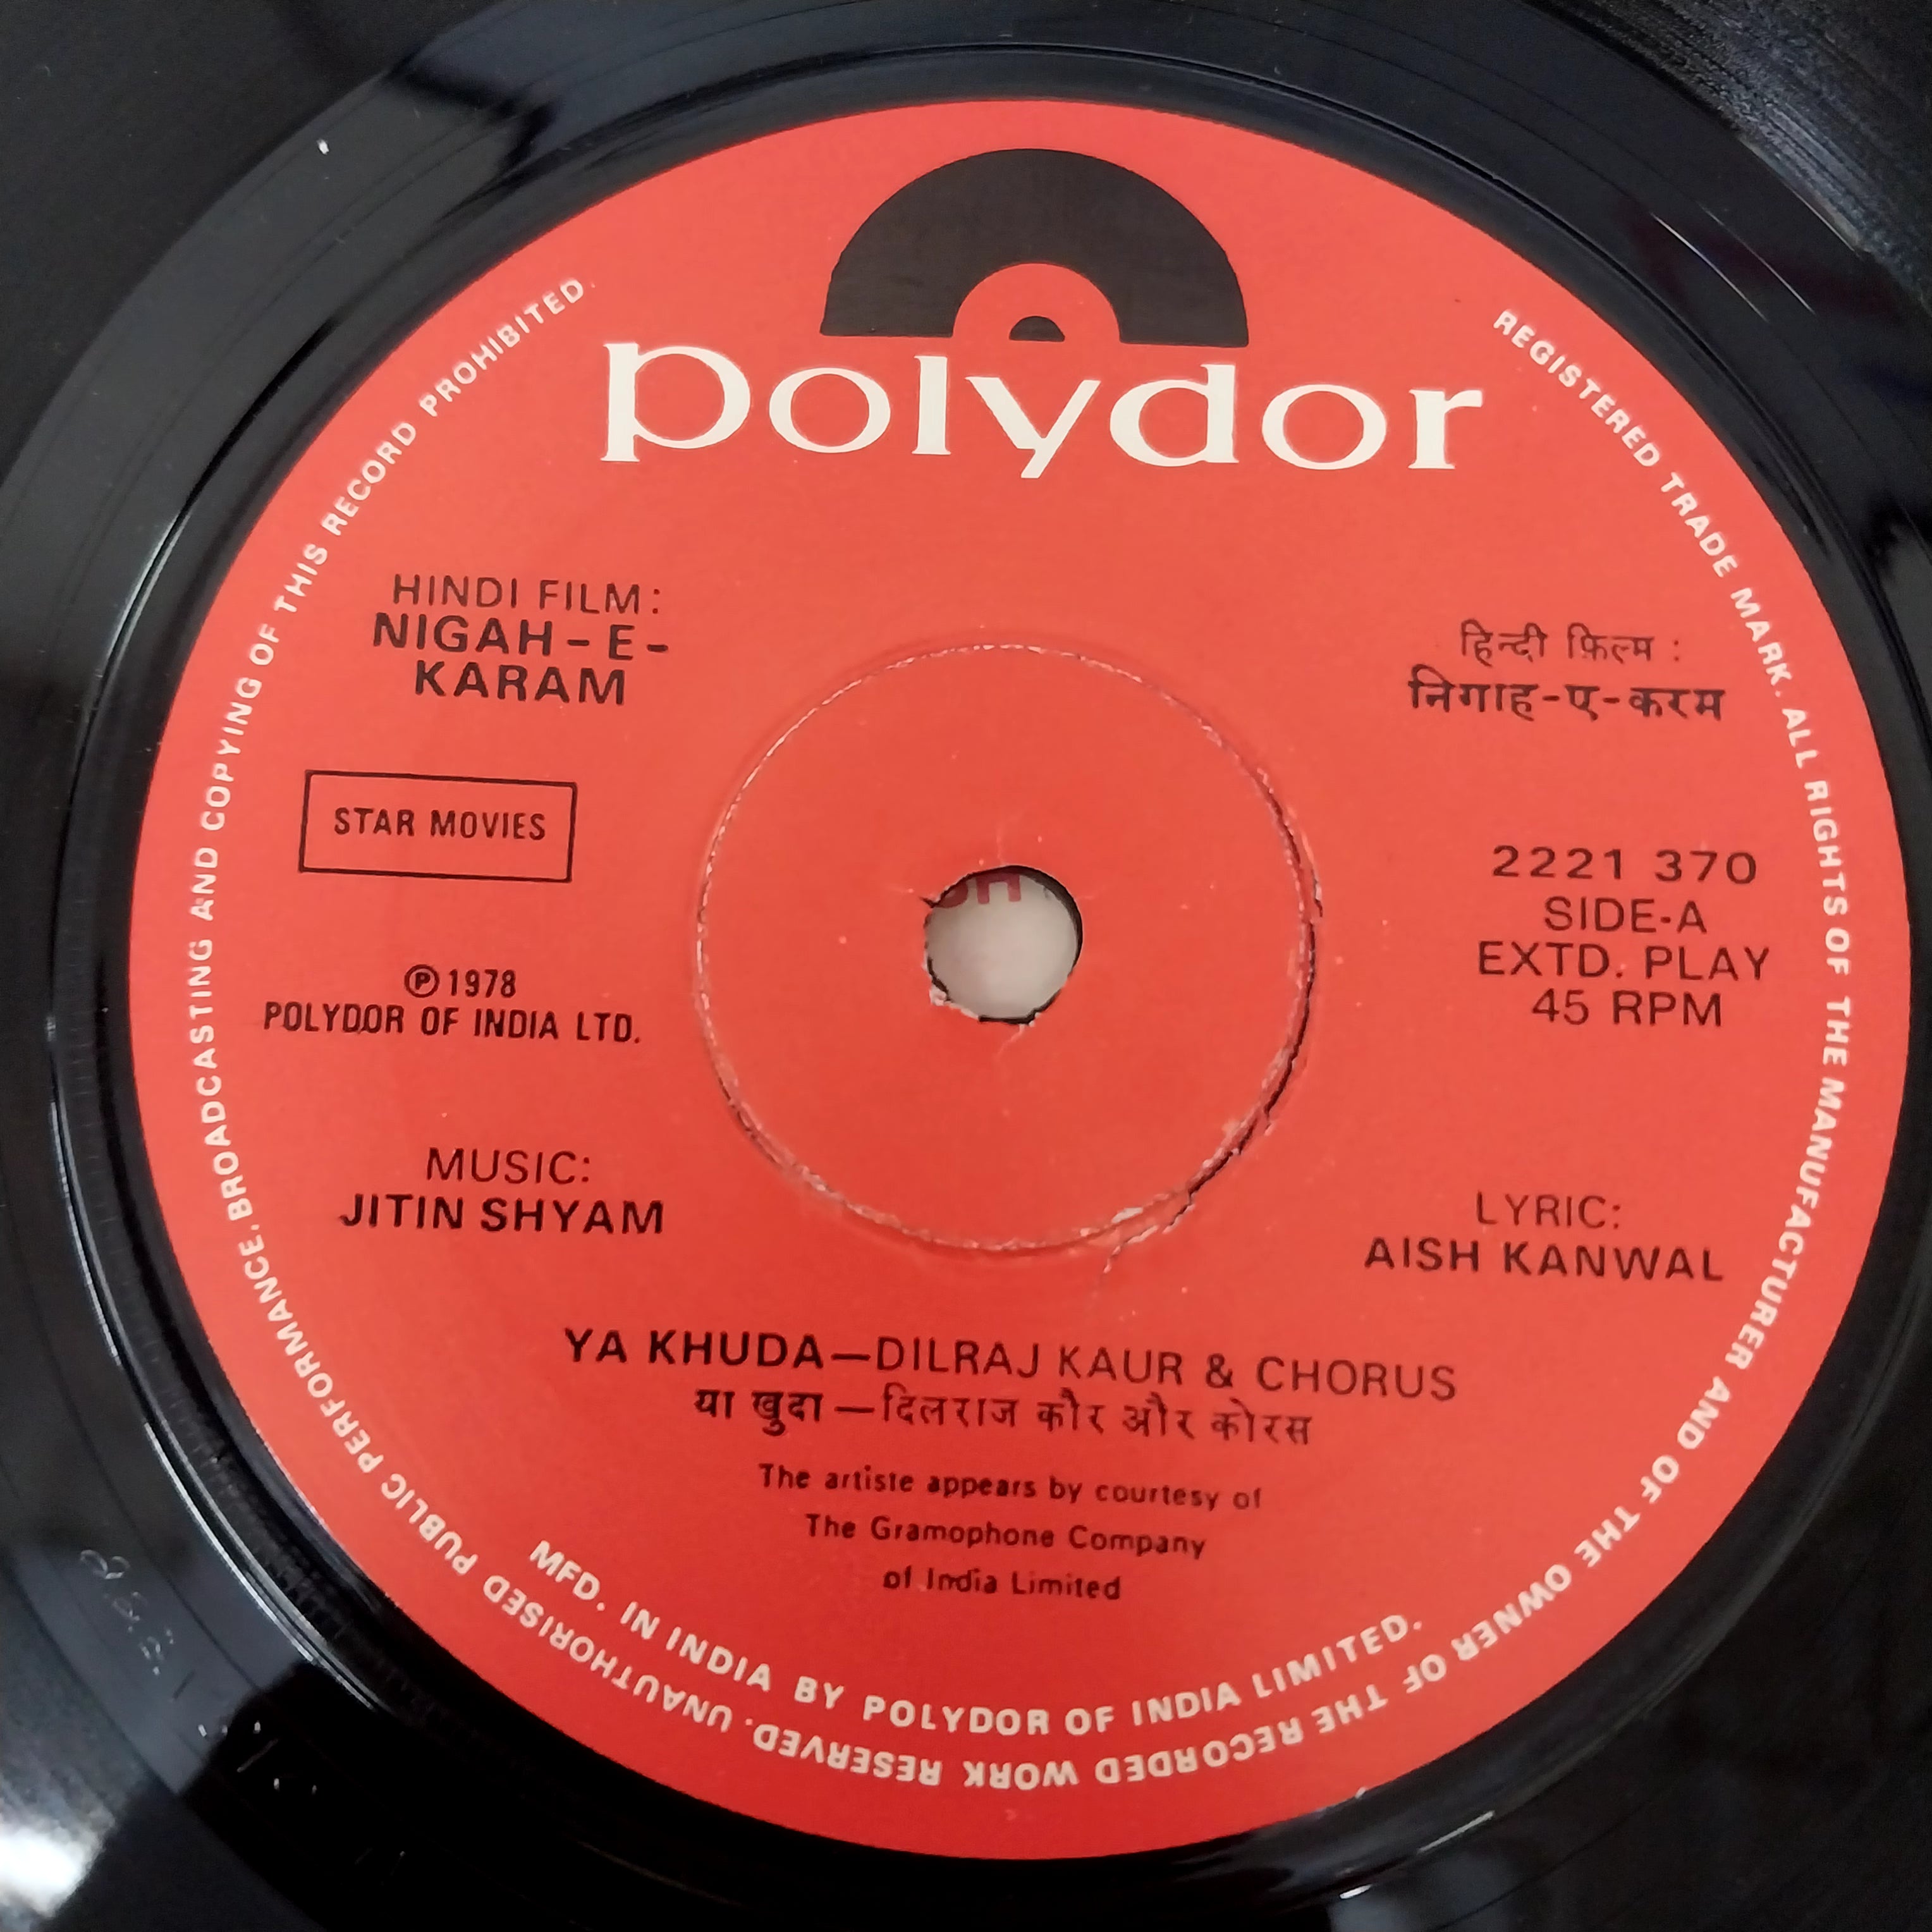 polydor
HINDI FILM:
NIGAH-E-
KARAM
हिन्दी फ़िल्म :
निगाह-ए-करम
STAR MOVIES
2221 370
SIDE-A
EXTD. PLAY
45 RPM
Ⓟ 1978
POLYDOR OF INDIA LTD.
MUSIC:
JITIN SHYAM
LYRIC:
AISH KANWAL
YA KHUDA—DILRAJ KAUR & CHORUS
या खुदा—दिलराज कौर और कोरस
The artiste appears by courtesy of
The Gramophone Company
of India Limited
MFD. IN INDIA BY POLYDOR OF INDIA LIMITED.
REGISTERED TRADE MARK. ALL RIGHTS OF THE MANUFACTURER AND OF THE OWNER OF THE RECORDED WORK RESERVED. UNAUTHORISED PUBLIC PERFORMANCE, BROADCASTING AND COPYING OF THIS RECORD PROHIBITED.